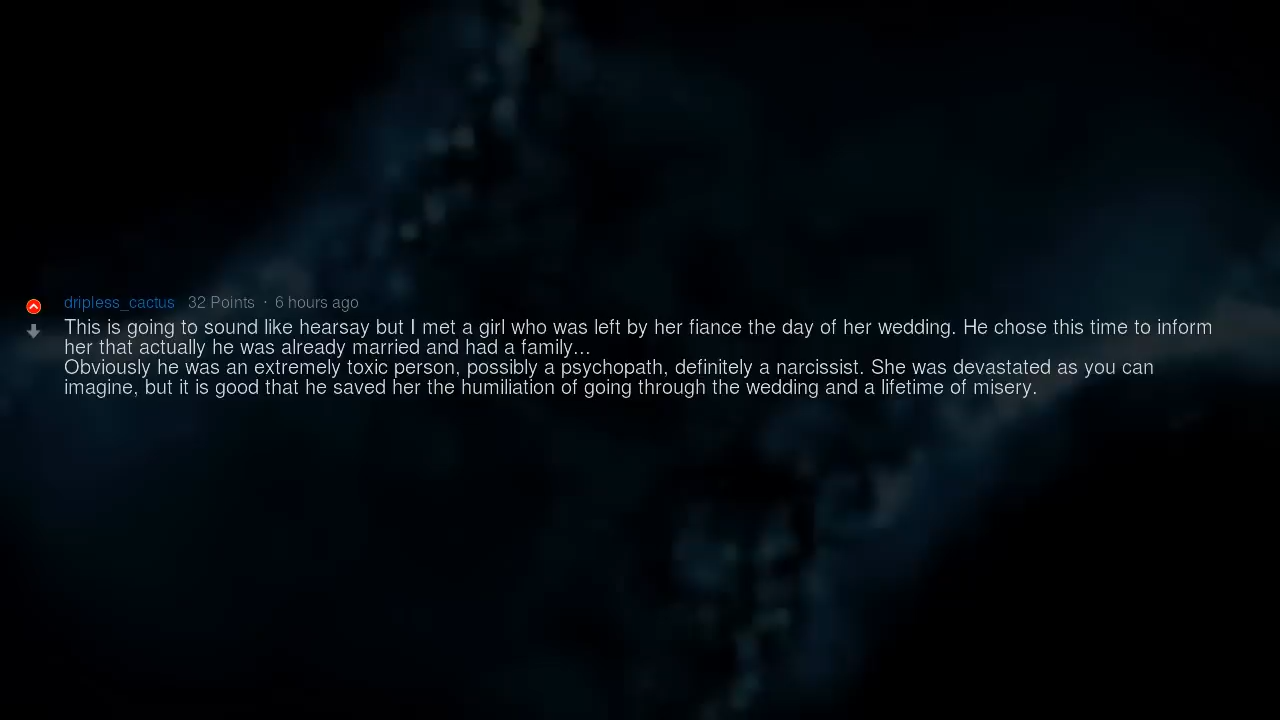 dripless_cactus 32 Points · 6 hours ago
This is going to sound like hearsay but I met a girl who was left by her fiance the day of her wedding. He chose this time to inform
her that actually he was already married and had a family...
Obviously he was an extremely toxic person, possibly a psychopath, definitely a narcissist. She was devastated as you can
imagine, but it is good that he saved her the humiliation of going through the wedding and a lifetime of misery.